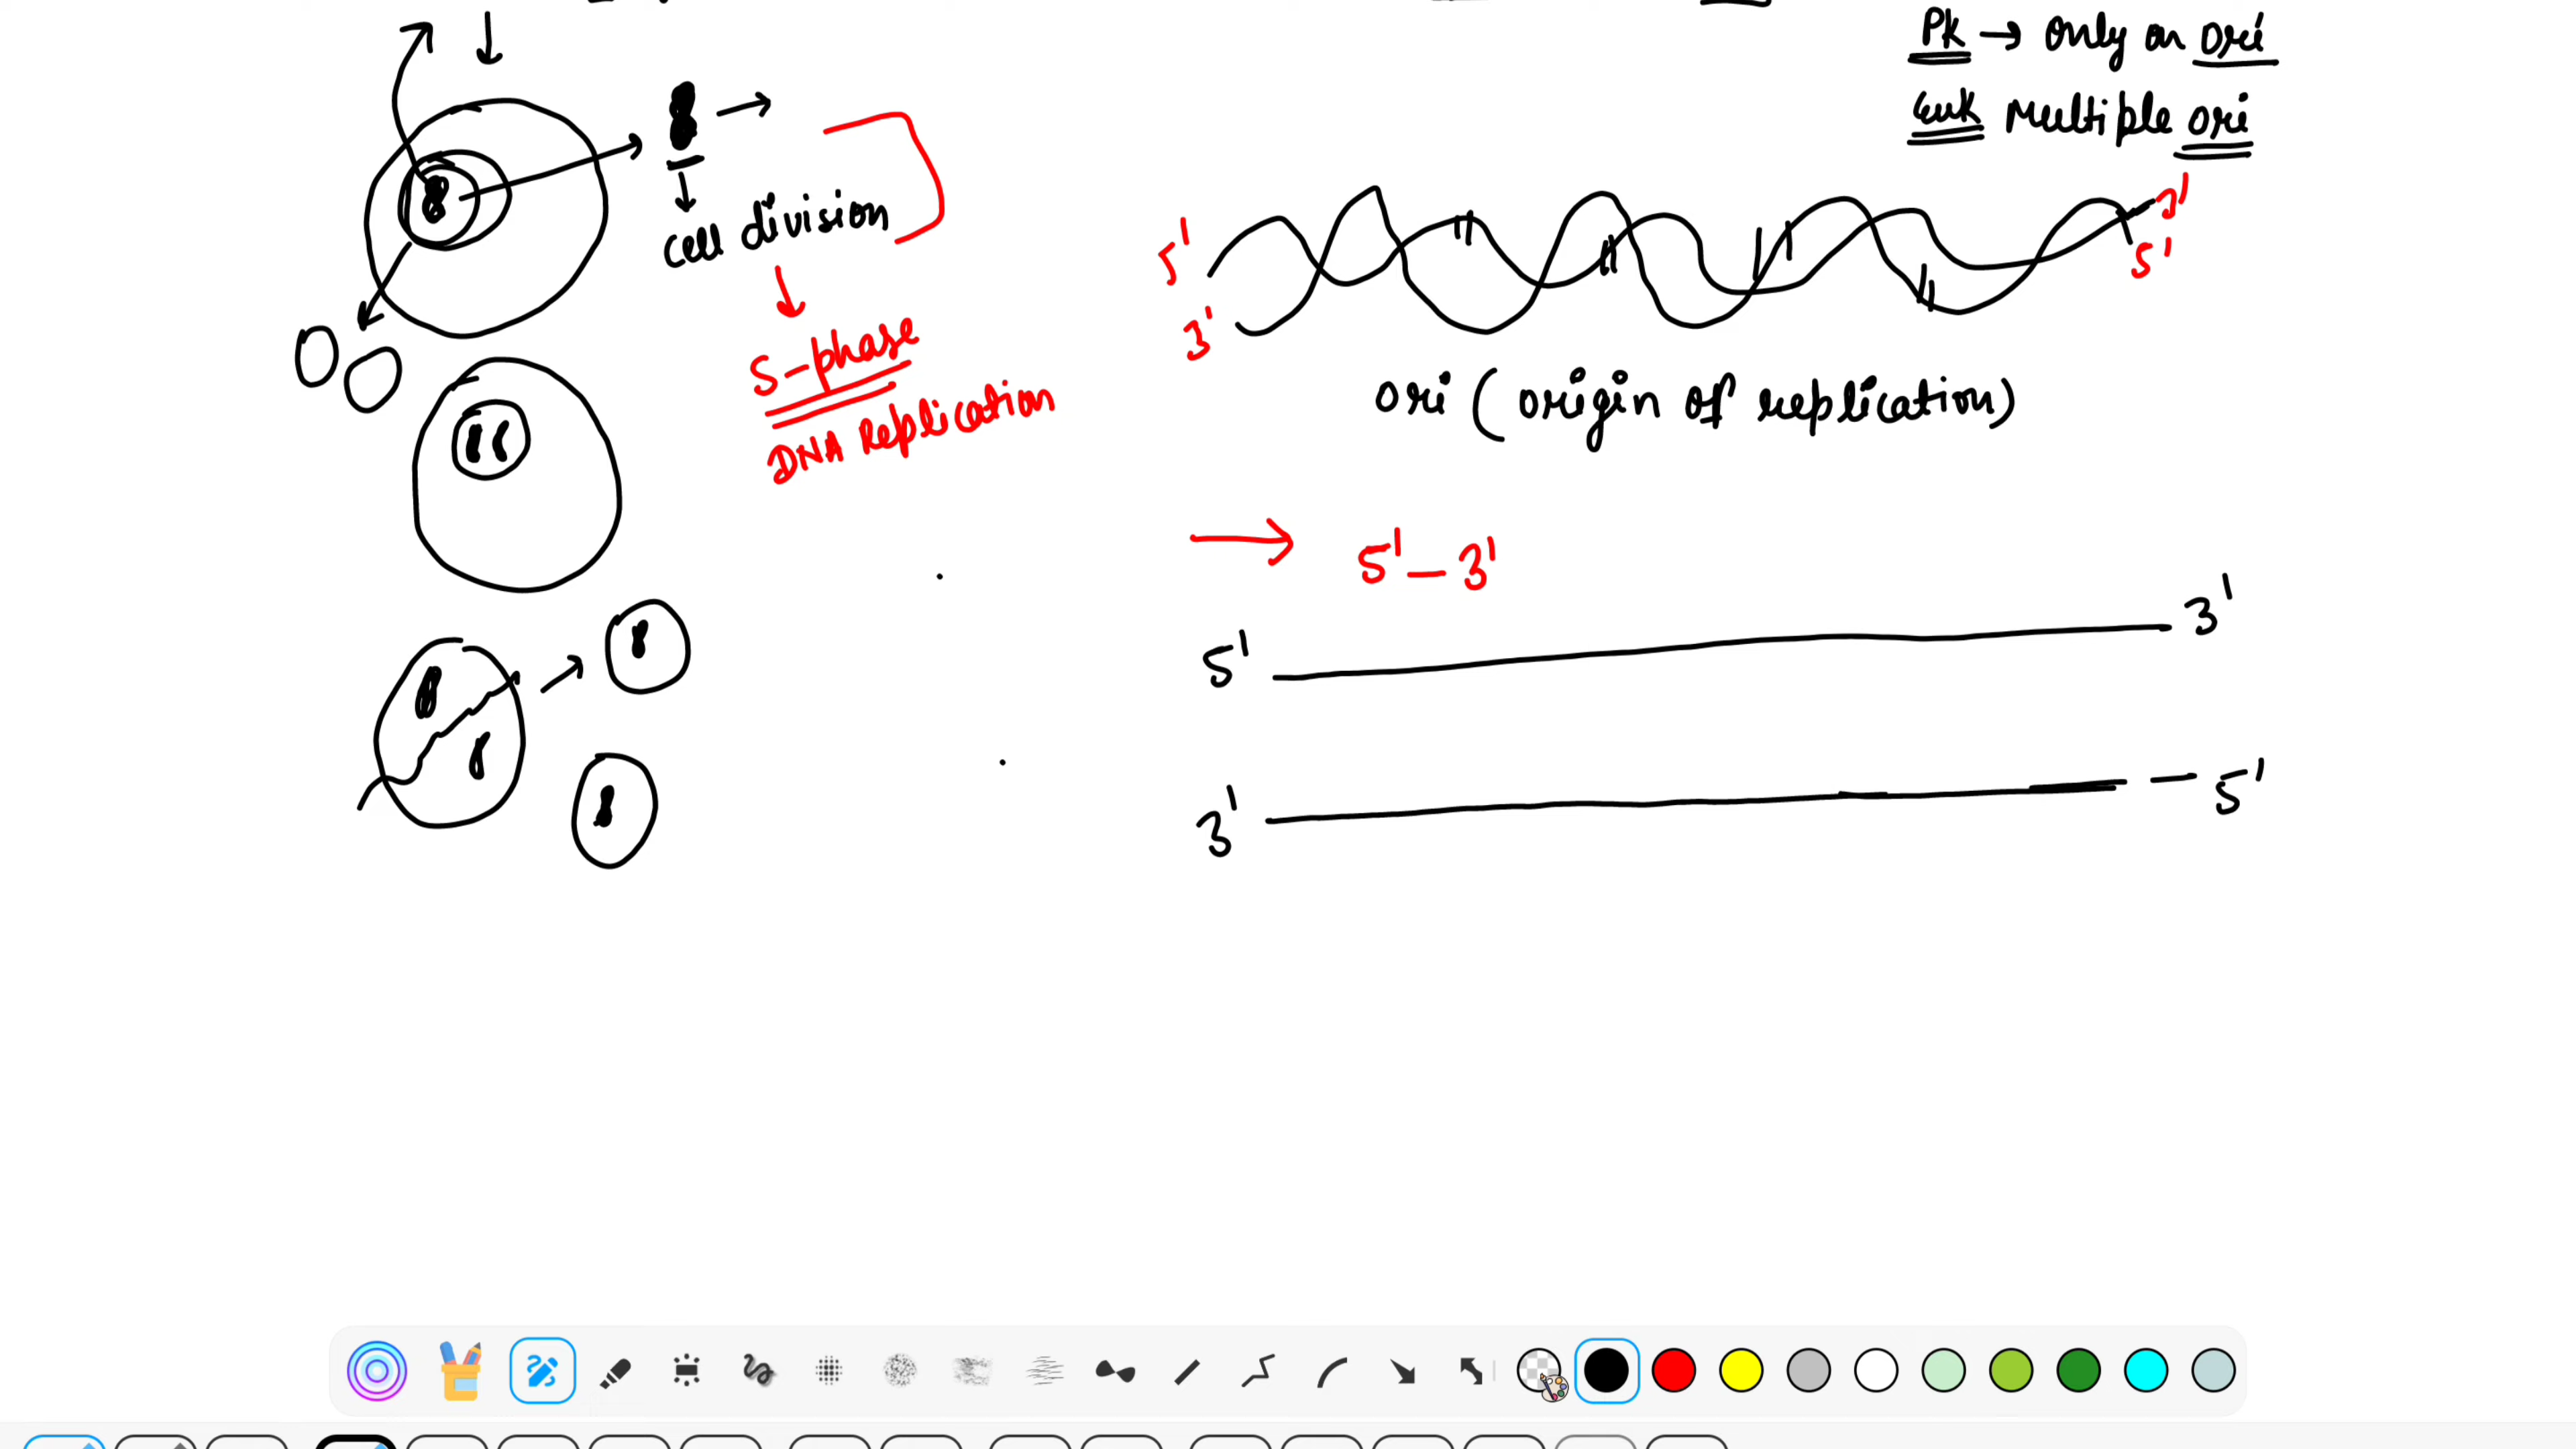 PK → only on ori
Euk Multiple ori
cell division
S-phase
DNA Replication
5' 3'
3' 5'
ori (origin of replication)
→ 5'-3'
5' 3'
3' 5'